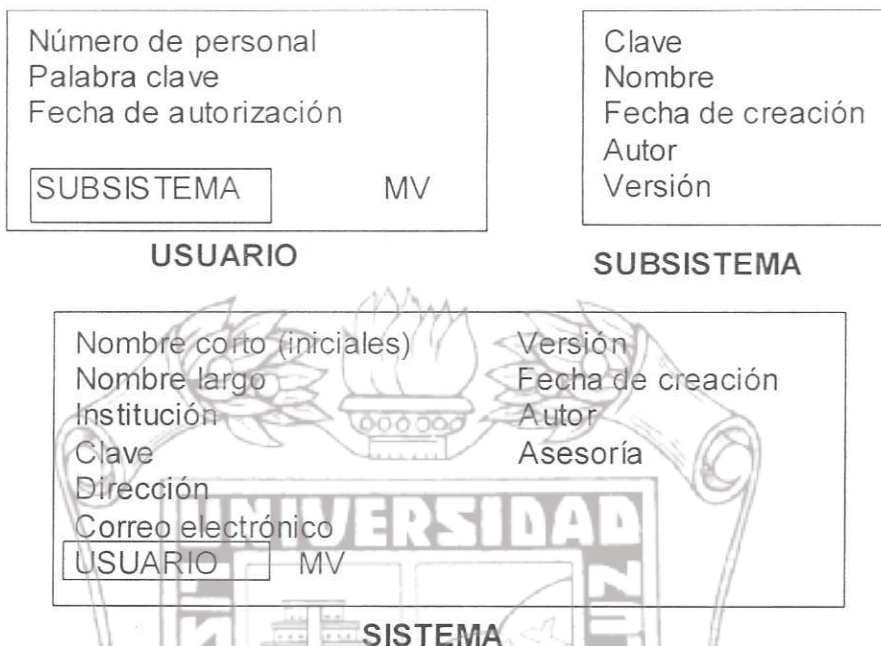 Número de personal
Palabra clave
Fecha de autorización
SUBSISTEMA MV
USUARIO
Clave
Nombre
Fecha de creación
Autor
Versión
SUBSISTEMA
Nombre corto (iniciales)
Nombre largo
Institución
Clave
Dirección
Correo electrónico
USUARIO MV
Versión
Fecha de creación
Autor
Asesoría
SISTEMA
UNIVERSIDAD